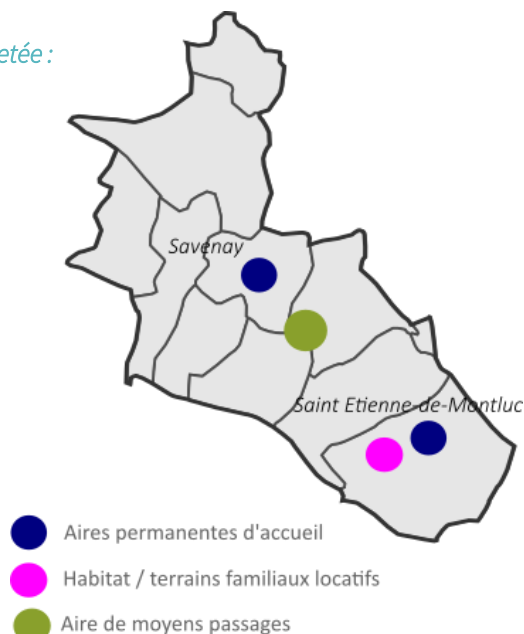 etée :
Savenay
Saint Etienne-de-Montluc
Aires permanentes d'accueil
Habitat / terrains familiaux locatifs
Aire de moyens passages